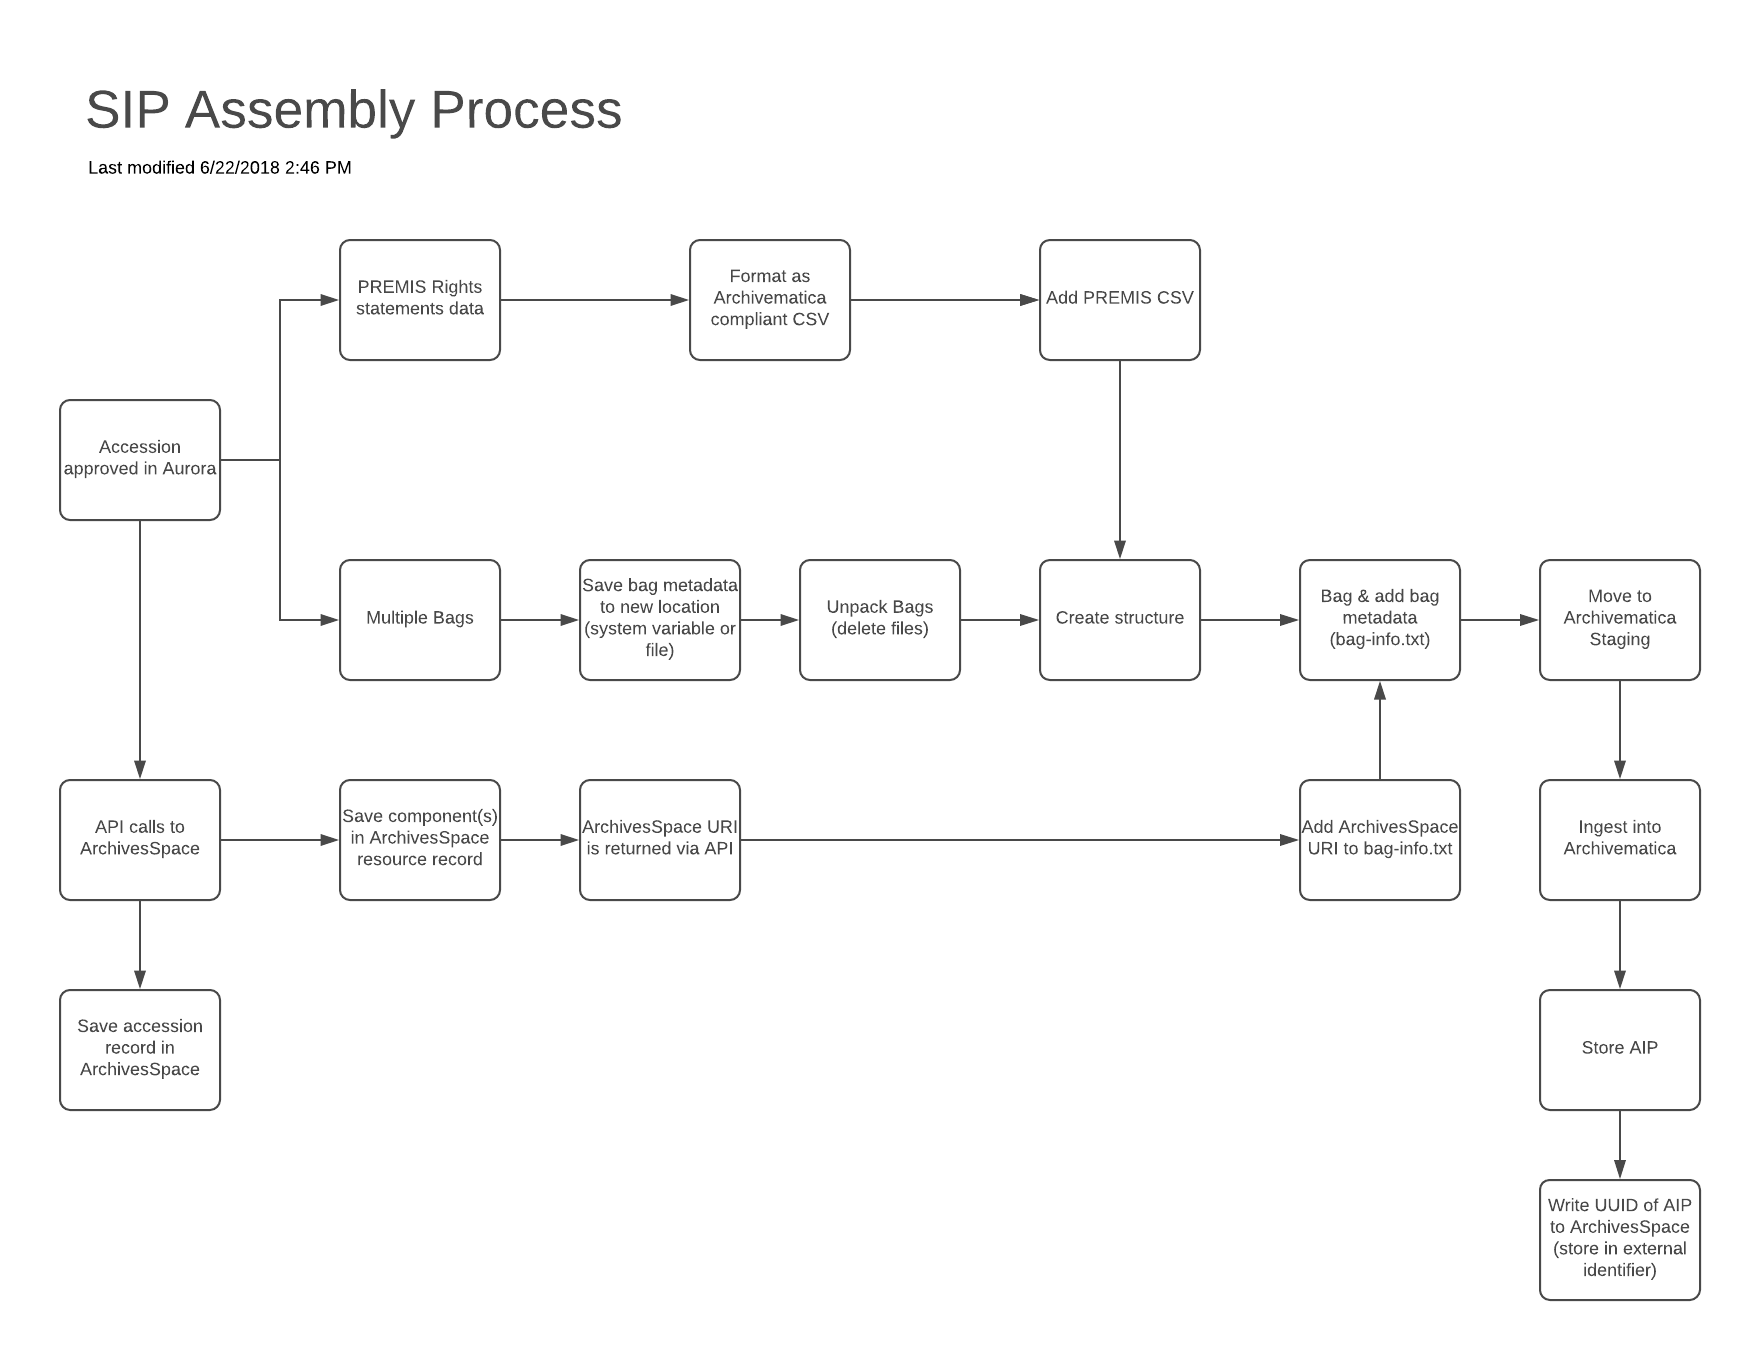 SIP Assembly Process
Last modified 6/22/2018 2:46 PM
PREMIS Rights
statements data
Format as
Archivematica
compliant CSV
Add PREMIS CSV
Accession
approved in Aurora
Multiple Bags
Save bag metadata
to new location
(system variable or
file)
Unpack Bags
(delete files)
Create structure
Bag & add bag
metadata
(bag-info.txt)
Move to
Archivematica
Staging
API calls to
ArchivesSpace
Save component(s)
in ArchivesSpace
resource record
ArchivesSpace URI
is returned via API
Add ArchivesSpace
URI to bag-info.txt
Ingest into
Archivematica
Save accession
record in
ArchivesSpace
Store AIP
Write UUID of AIP
to ArchivesSpace
(store in external
identifier)